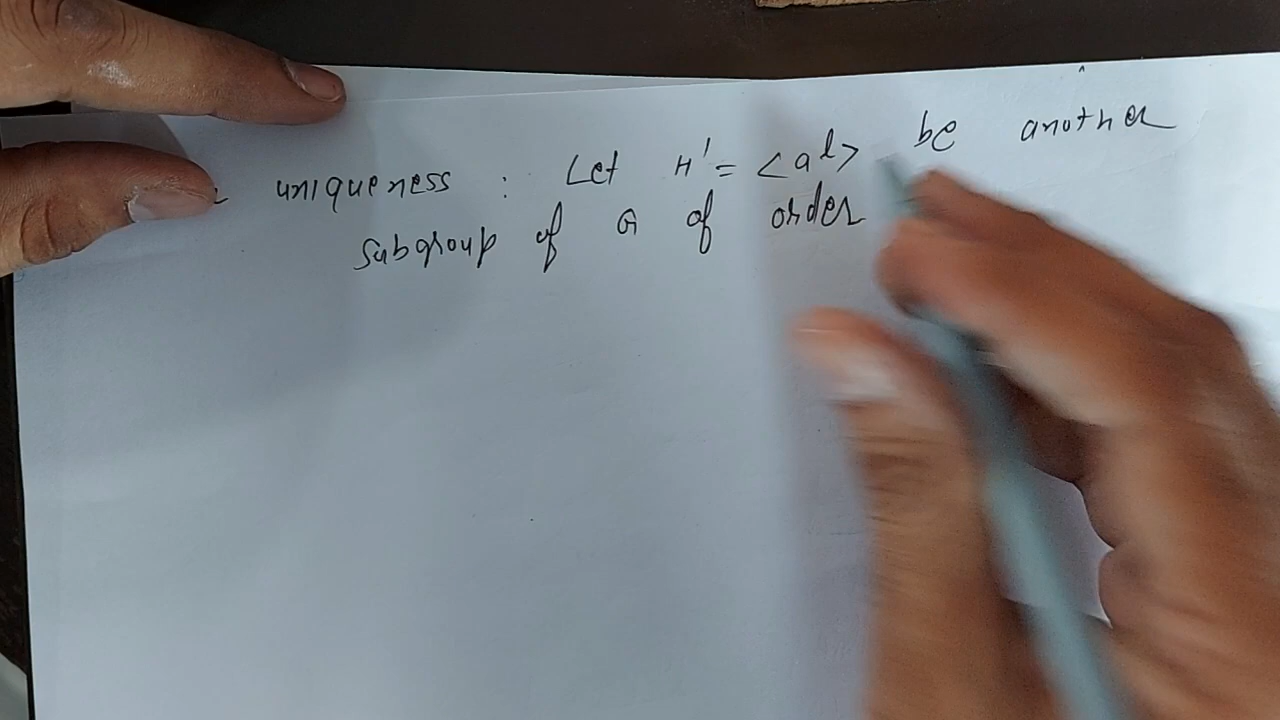 uniqueness : Let H' = <a^l> be another
subgroup of G of order